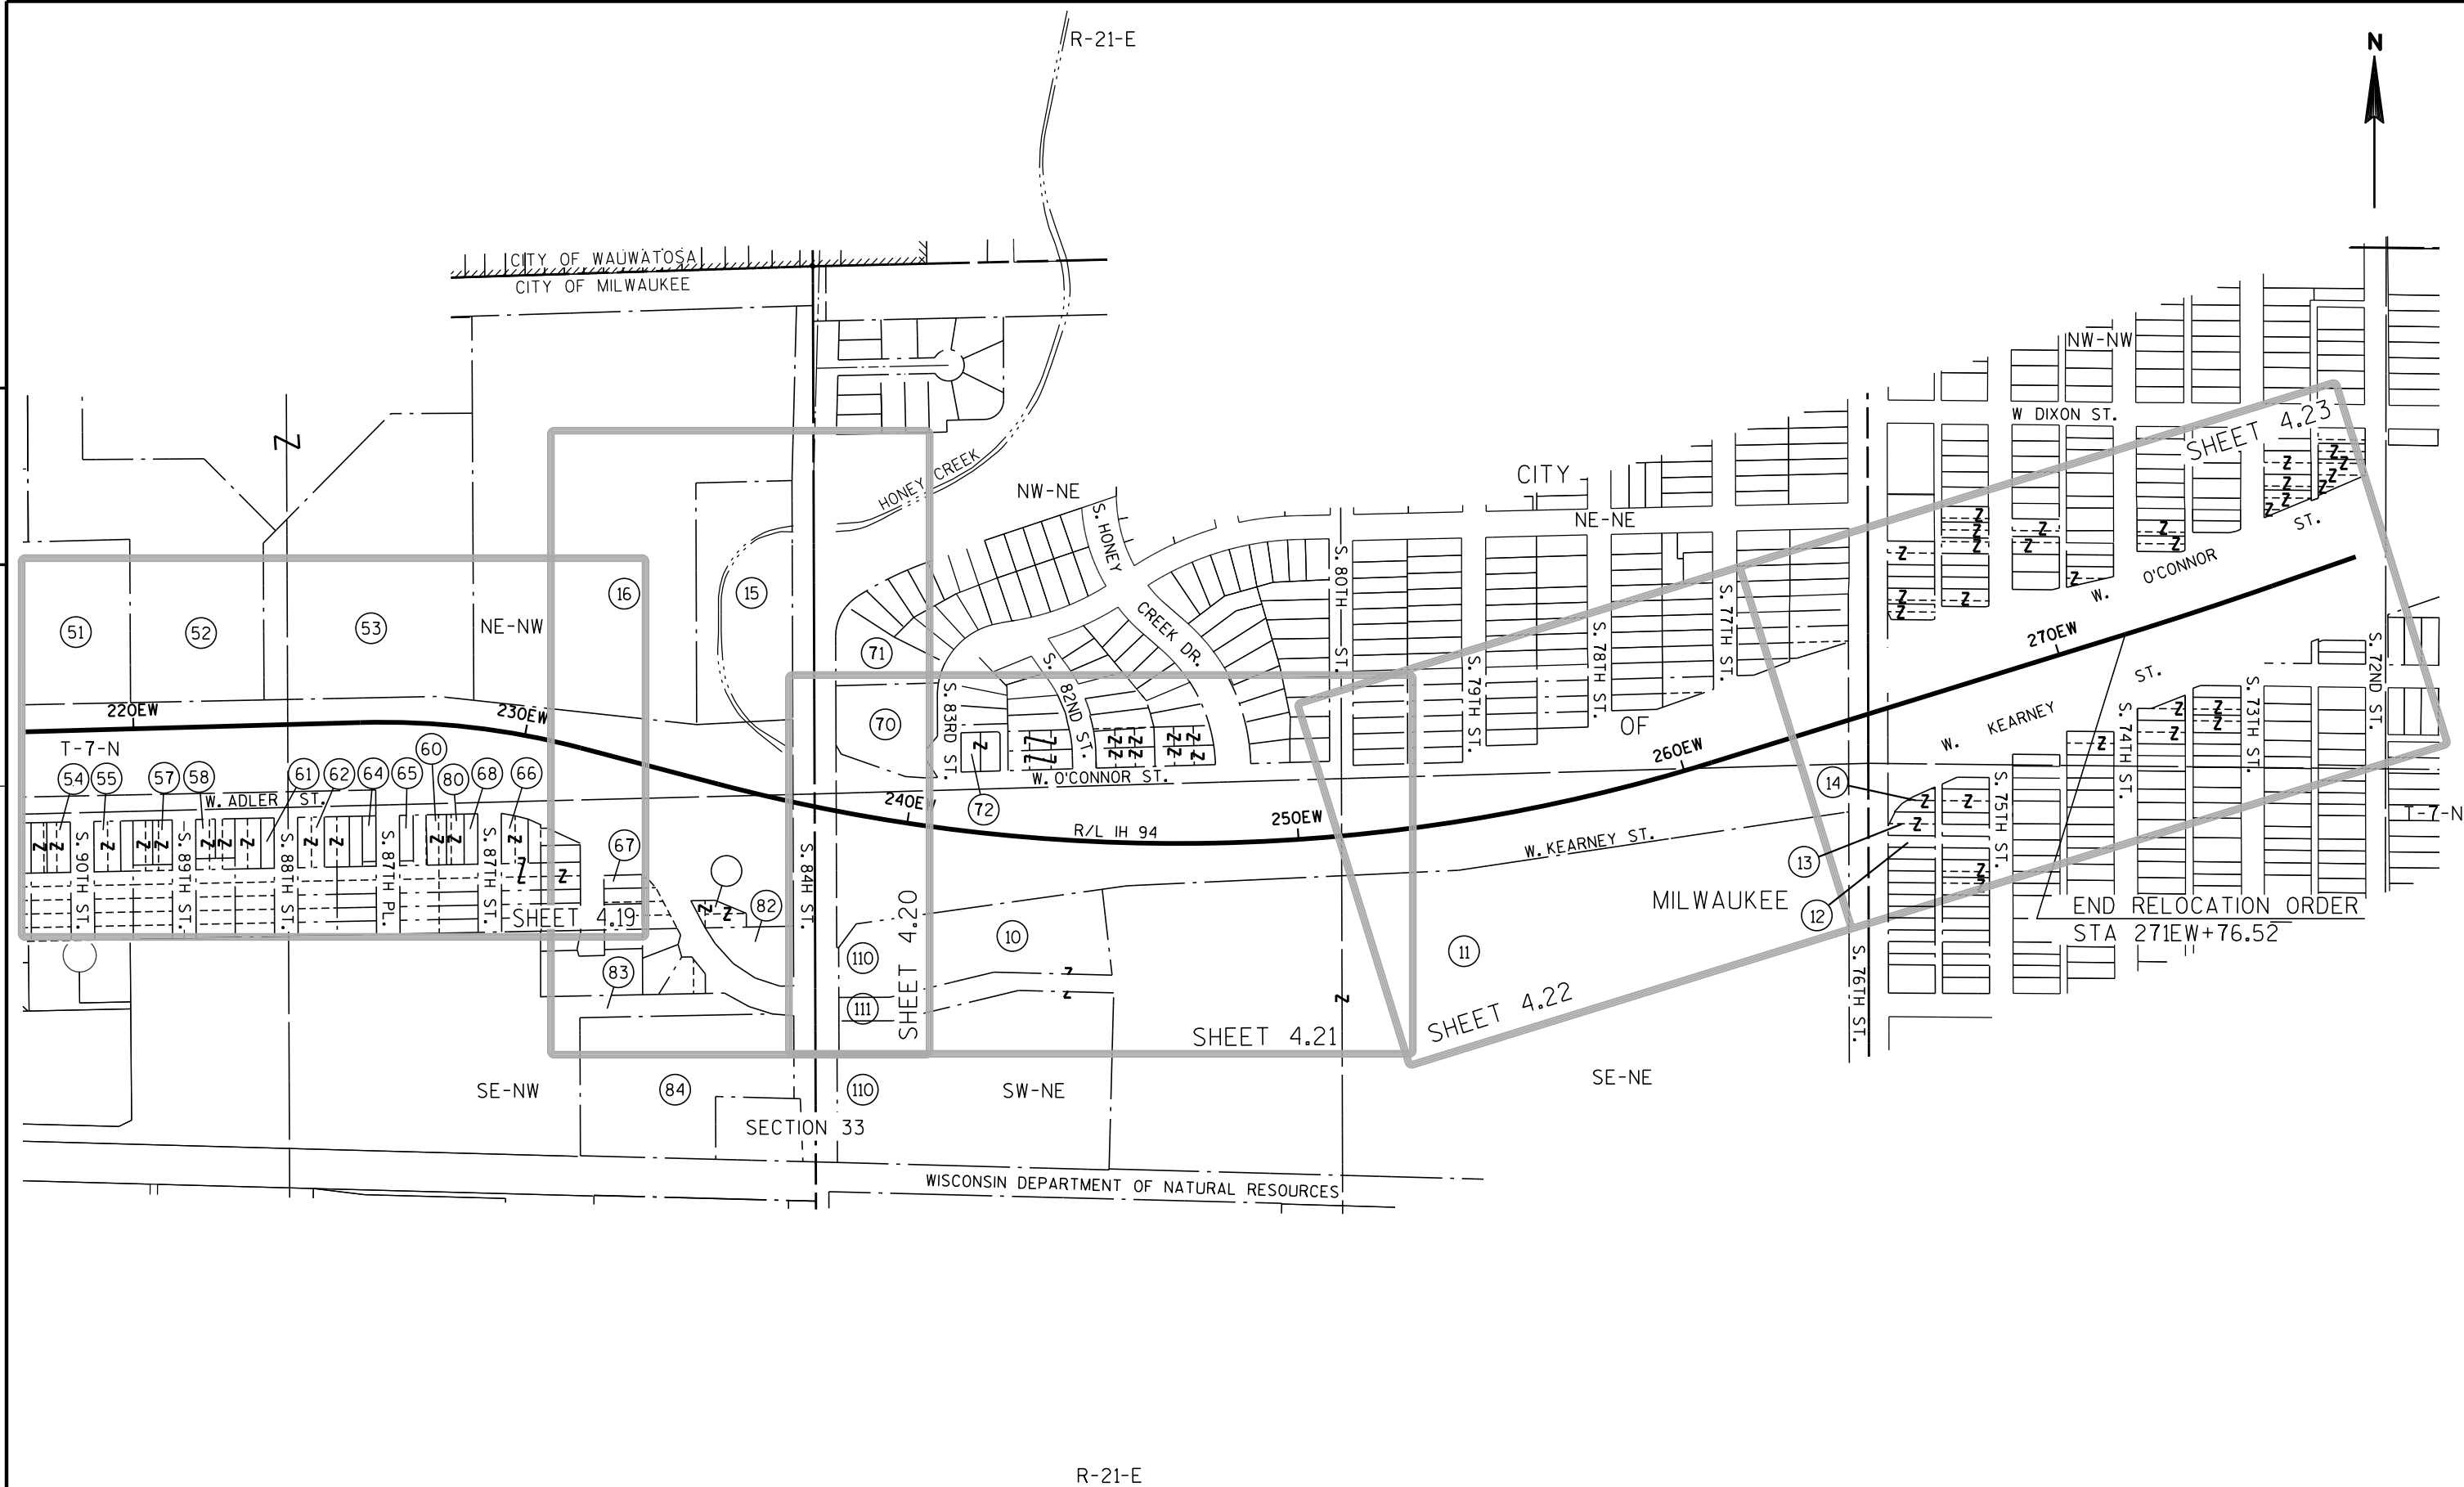 R-21-E
N
CITY OF WAUWATOSA
CITY OF MILWAUKEE
NW-NW
W DIXON ST.
SHEET 4.23
HONEY CREEK
NW-NE
CITY
NE-NE
S. HONEY
CREEK DR.
S. 80TH ST.
ST.
O'CONNOR
W.
16
15
51
52
53
NE-NW
71
70
S. 83RD ST.
S. 82ND ST.
S. 79TH ST.
S. 78TH ST.
S. 77TH ST.
OF
270EW
S. 72ND ST.
ST.
KEARNEY
W.
S. 74TH ST.
S. 73RD ST.
220EW
230EW
T-7-N
60
54
55
57
58
61
62
64
65
80
68
66
W. ADLER ST.
W. O'CONNOR ST.
72
240EW
250EW
260EW
R/L IH 94
W. KEARNEY ST.
14
13
12
S. 75TH ST.
T-7-N
S. 90TH ST.
S. 89TH ST.
S. 88TH ST.
S. 87TH PL.
S. 87TH ST.
67
S. 84H ST.
82
SHEET 4.19
SHEET 4.20
MILWAUKEE
END RELOCATION ORDER
STA 271EW+76.52
10
11
110
83
111
S. 76TH ST.
SHEET 4.21
SHEET 4.22
SE-NW
84
110
SW-NE
SE-NE
SECTION 33
WISCONSIN DEPARTMENT OF NATURAL RESOURCES
R-21-E